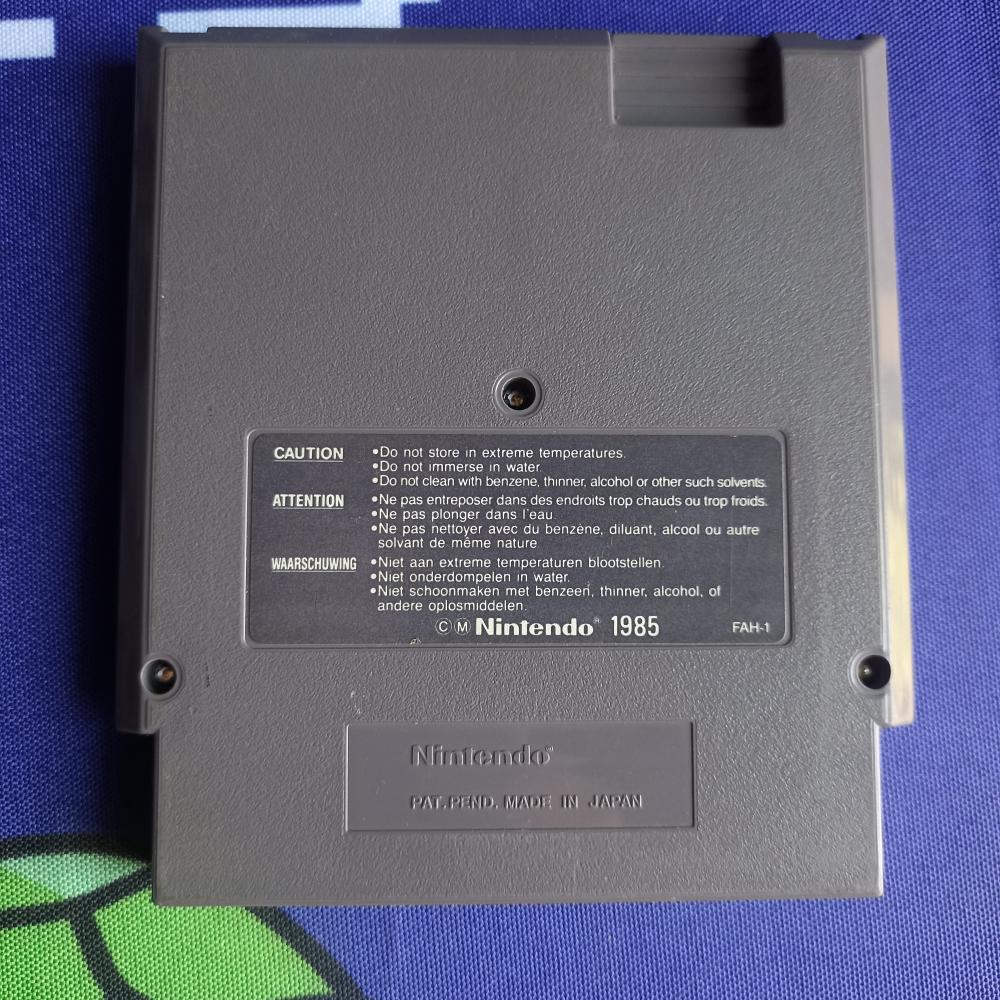 CAUTION •Do not store in extreme temperatures.
•Do not immerse in water.
•Do not clean with benzene, thinner, alcohol or other such solvents.
ATTENTION •Ne pas entreposer dans des endroits trop chauds ou trop froids.
•Ne pas plonger dans l'eau.
•Ne pas nettoyer avec du benzène, diluant, alcool ou autre
solvant de même nature
WAARSCHUWING •Niet aan extreme temperaturen blootstellen.
•Niet onderdompelen in water.
•Niet schoonmaken met benzeen, thinner, alcohol, of
andere oplosmiddelen.
©Ⓜ Nintendo® 1985 FAH-1
Nintendo®
PAT.PEND. MADE IN JAPAN